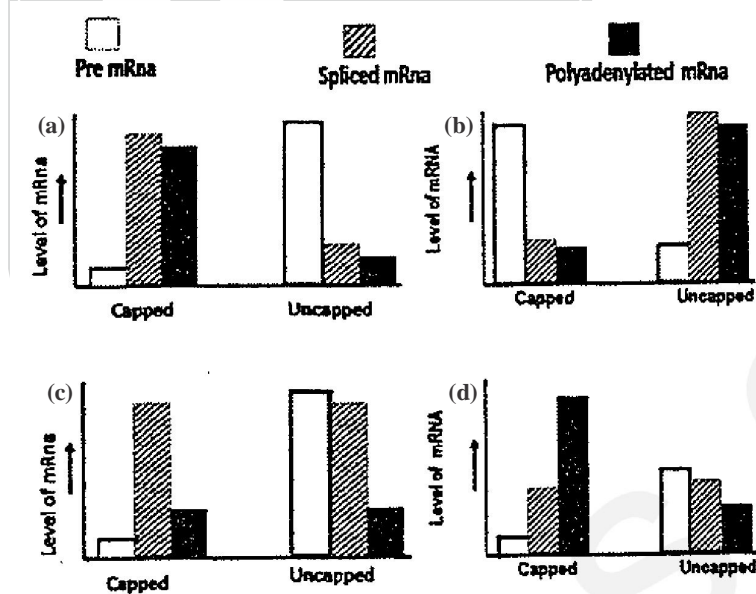 Pre mRna Spliced mRna Polyadenylated mRna
(a) Level of mRna
Capped Uncapped
(b) Level of mRNA
Capped Uncapped
(c) Level of mRna
Capped Uncapped
(d) Level of mRNA
Capped Uncapped